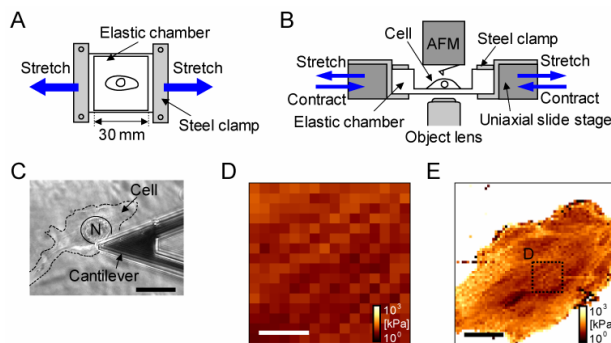 A
Elastic chamber
Stretch
Stretch
30 mm
Steel clamp
B
Cell
AFM
Steel clamp
Stretch
Stretch
Contract
Contract
Elastic chamber
Uniaxial slide stage
Object lens
C
Cell
N
Cantilever
D
10³
[kPa]
10⁰
E
D
10³
[kPa]
10⁰